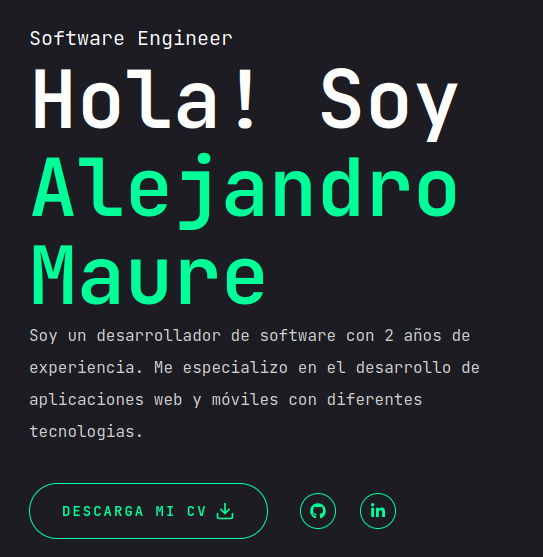 Software Engineer
Hola! Soy
Alejandro
Maure
Soy un desarrollador de software con 2 años de
experiencia. Me especializo en el desarrollo de
aplicaciones web y móviles con diferentes
tecnologias.
DESCARGA MI CV
in